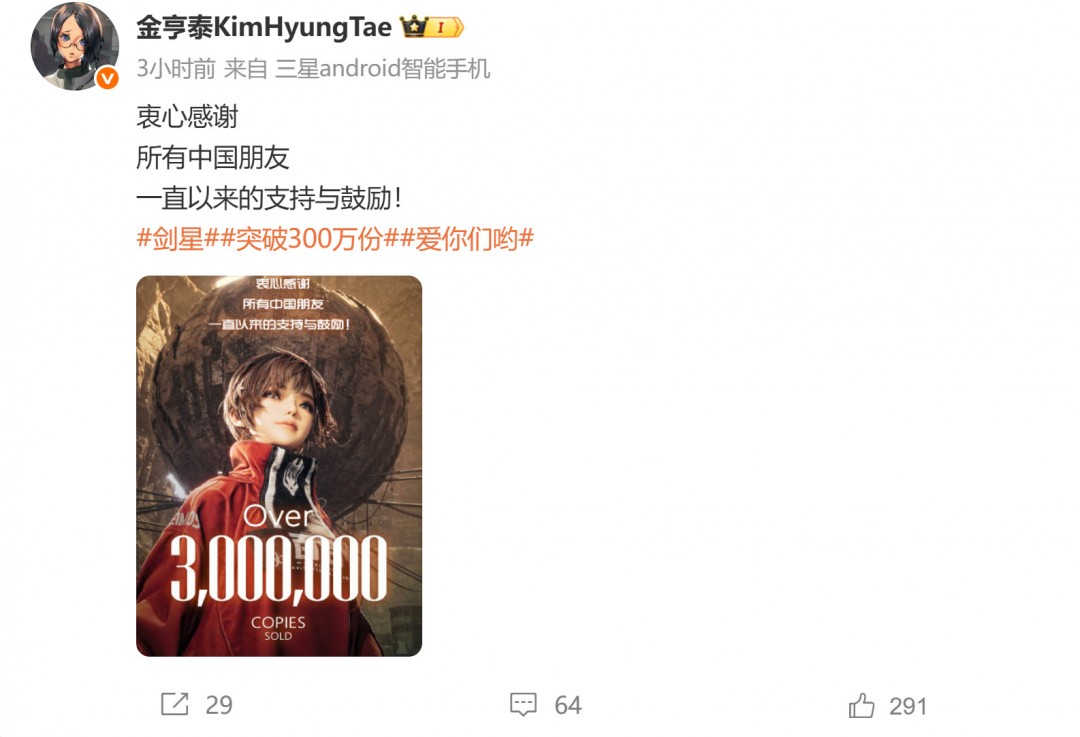 金亨泰KimHyungTae
I
3小时前 来自 三星android智能手机
衷心感谢
所有中国朋友
一直以来的支持与鼓励！
#剑星##突破300万份##爱你们哟#
衷心感谢
所有中国朋友
一直以来的支持与鼓励！
Over
3,000,000
COPIES
SOLD
29
64
291